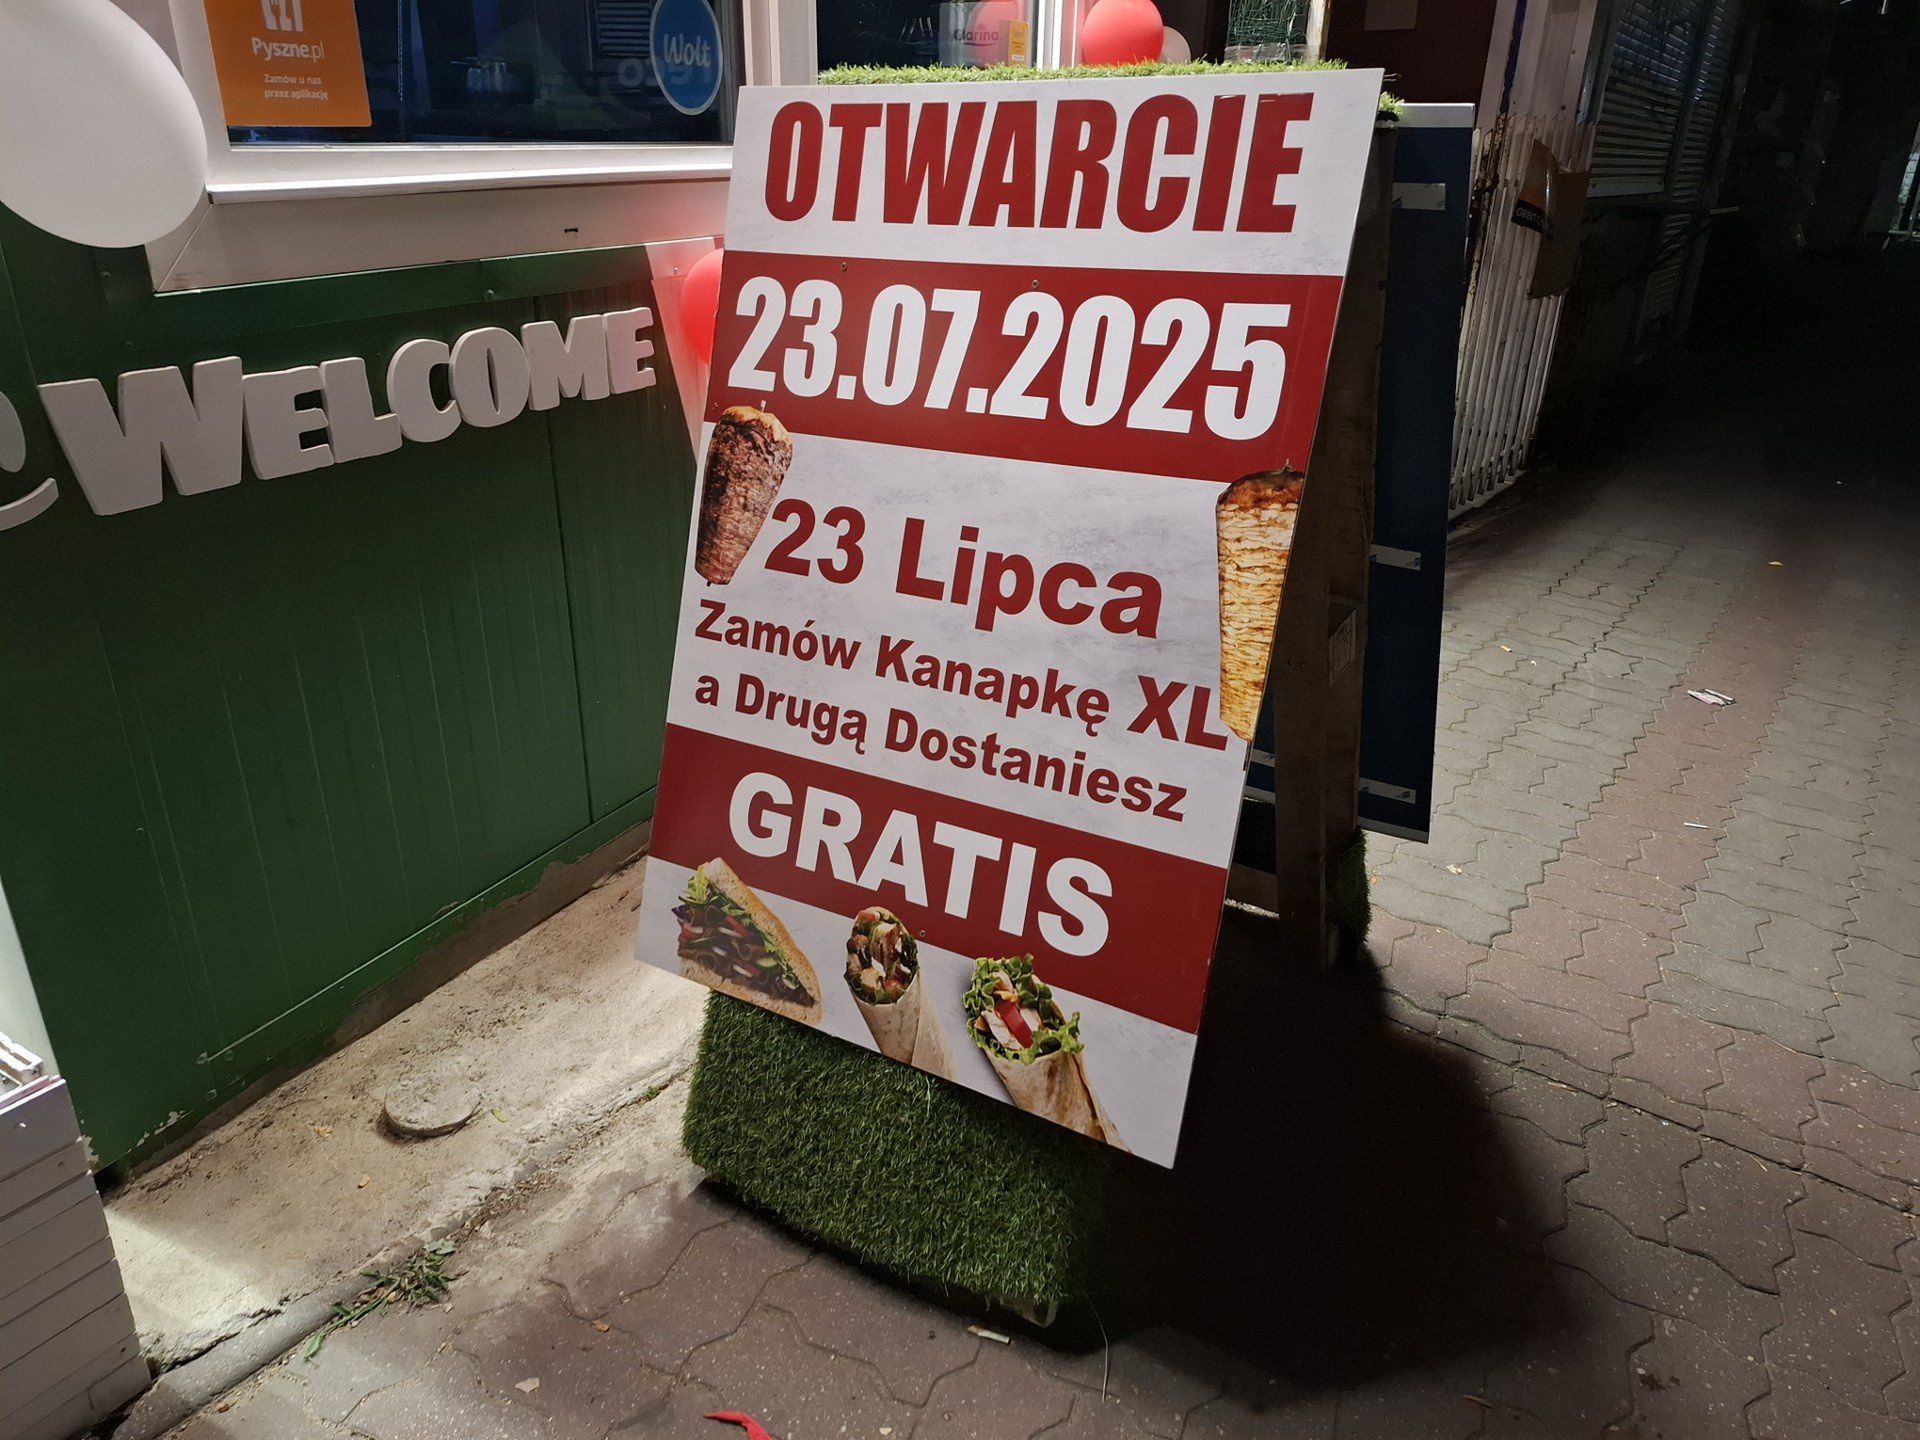 Pyszne.pl
Zamów u nas
przez aplikację
Wolt
WELCOME
OTWARCIE
23.07.2025
23 Lipca
Zamów Kanapkę XL
a Drugą Dostaniesz
GRATIS